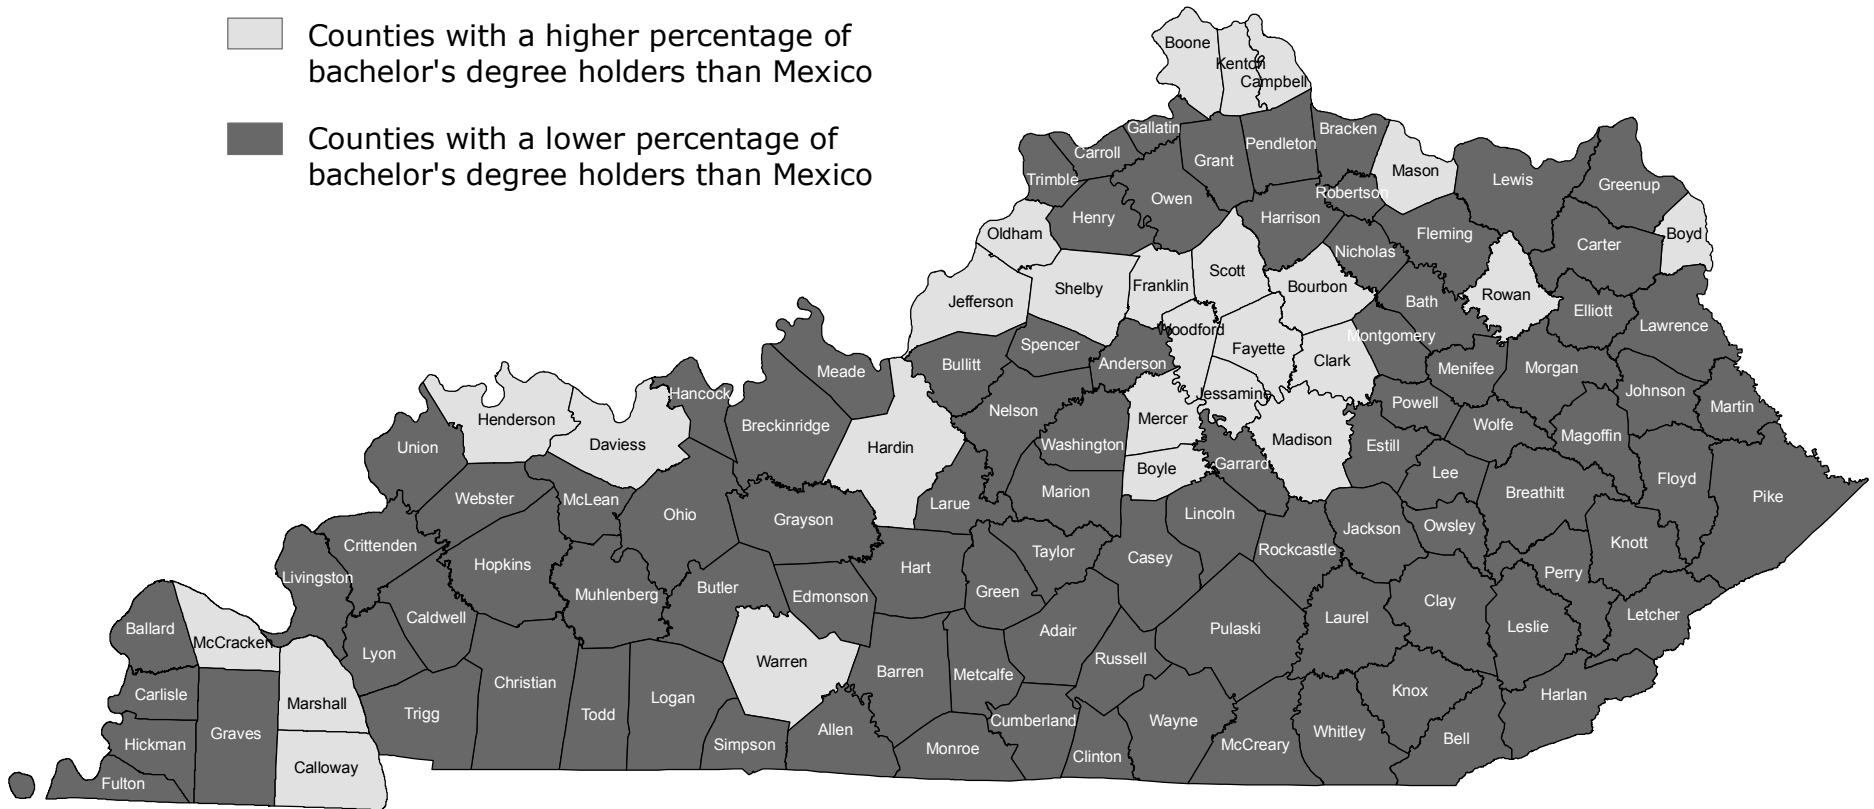 Counties with a higher percentage of
bachelor's degree holders than Mexico
Counties with a lower percentage of
bachelor's degree holders than Mexico
Boone
Kenton
Campbell
Gallatin
Bracken
Carroll
Pendleton
Grant
Mason
Trimble
Lewis
Greenup
Robertson
Owen
Henry
Harrison
Oldham
Fleming
Boyd
Carter
Nicholas
Scott
Shelby
Franklin
Bourbon
Jefferson
Rowan
Bath
Elliott
Lawrence
Woodford
Montgomery
Spencer
Fayette
Clark
Anderson
Bullitt
Meade
Menifee
Morgan
Hancock
Jessamine
Johnson
Powell
Martin
Nelson
Henderson
Mercer
Breckinridge
Wolfe
Magoffin
Daviess
Madison
Washington
Estill
Union
Hardin
Garrard
Boyle
Lee
Floyd
Marion
Breathitt
Pike
Webster
McLean
Larue
Ohio
Lincoln
Grayson
Jackson
Owsley
Crittenden
Taylor
Rockcastle
Knott
Casey
Hopkins
Hart
Perry
Livingston
Butler
Green
Muhlenberg
Edmonson
Clay
Letcher
Caldwell
Laurel
Ballard
Adair
Pulaski
Leslie
McCracken
Lyon
Russell
Warren
Barren
Metcalfe
Christian
Knox
Carlisle
Harlan
Logan
Marshall
Trigg
Todd
Cumberland
Wayne
Graves
Allen
Whitley
Bell
Hickman
Simpson
McCreary
Monroe
Clinton
Calloway
Fulton